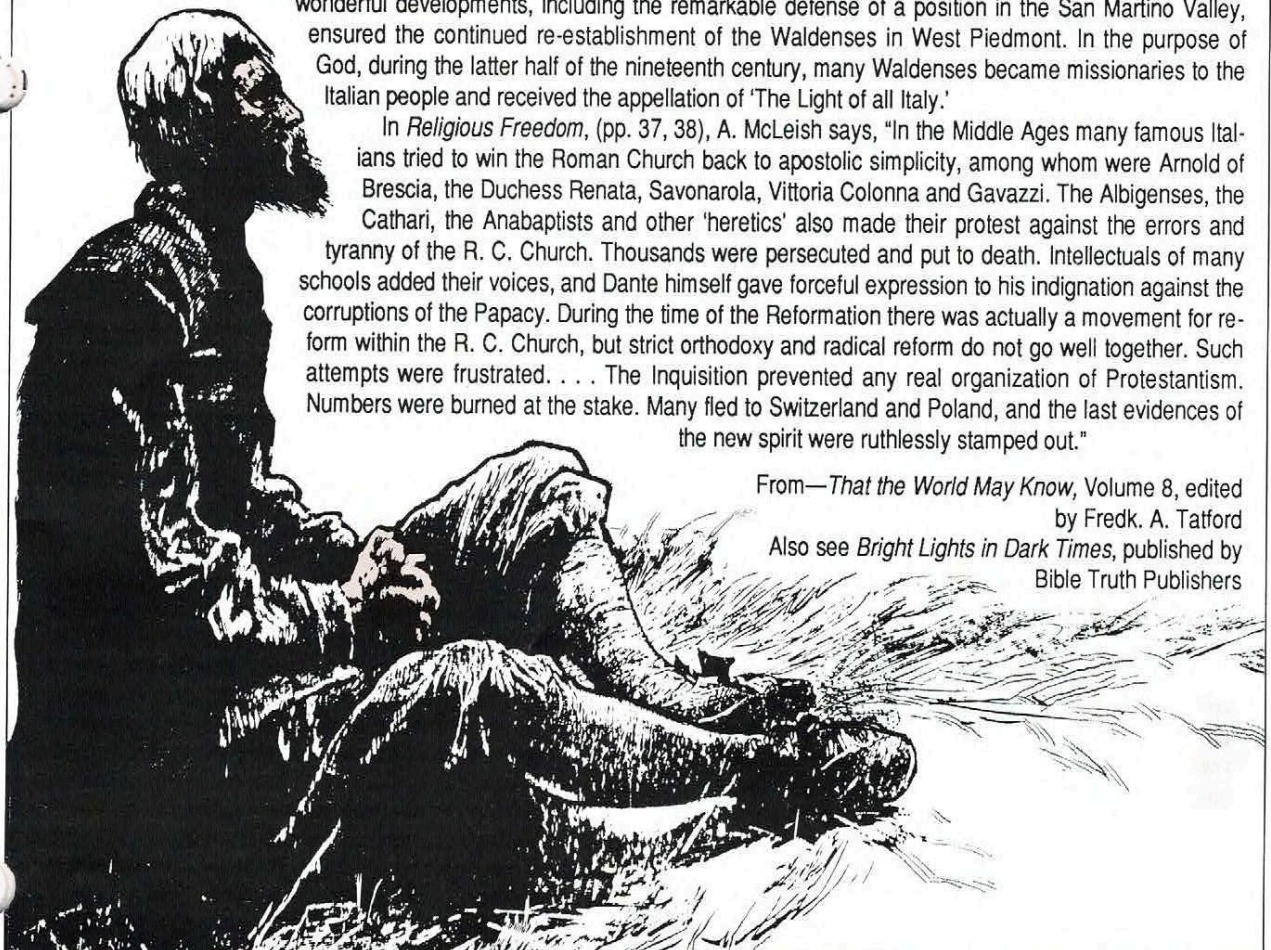 wonderful developments, including the remarkable defense of a position in the San Martino Valley,
ensured the continued re-establishment of the Waldenses in West Piedmont. In the purpose of
God, during the latter half of the nineteenth century, many Waldenses became missionaries to the
Italian people and received the appellation of 'The Light of all Italy.'
In Religious Freedom, (pp. 37, 38), A. McLeish says, "In the Middle Ages many famous Ital-
ians tried to win the Roman Church back to apostolic simplicity, among whom were Arnold of
Brescia, the Duchess Renata, Savonarola, Vittoria Colonna and Gavazzi. The Albigenses, the
Cathari, the Anabaptists and other 'heretics' also made their protest against the errors and
tyranny of the R. C. Church. Thousands were persecuted and put to death. Intellectuals of many
schools added their voices, and Dante himself gave forceful expression to his indignation against the
corruptions of the Papacy. During the time of the Reformation there was actually a movement for re-
form within the R. C. Church, but strict orthodoxy and radical reform do not go well together. Such
attempts were frustrated. . . . The Inquisition prevented any real organization of Protestantism.
Numbers were burned at the stake. Many fled to Switzerland and Poland, and the last evidences of
the new spirit were ruthlessly stamped out."
From—That the World May Know, Volume 8, edited
by Fredk. A. Tatford
Also see Bright Lights in Dark Times, published by
Bible Truth Publishers